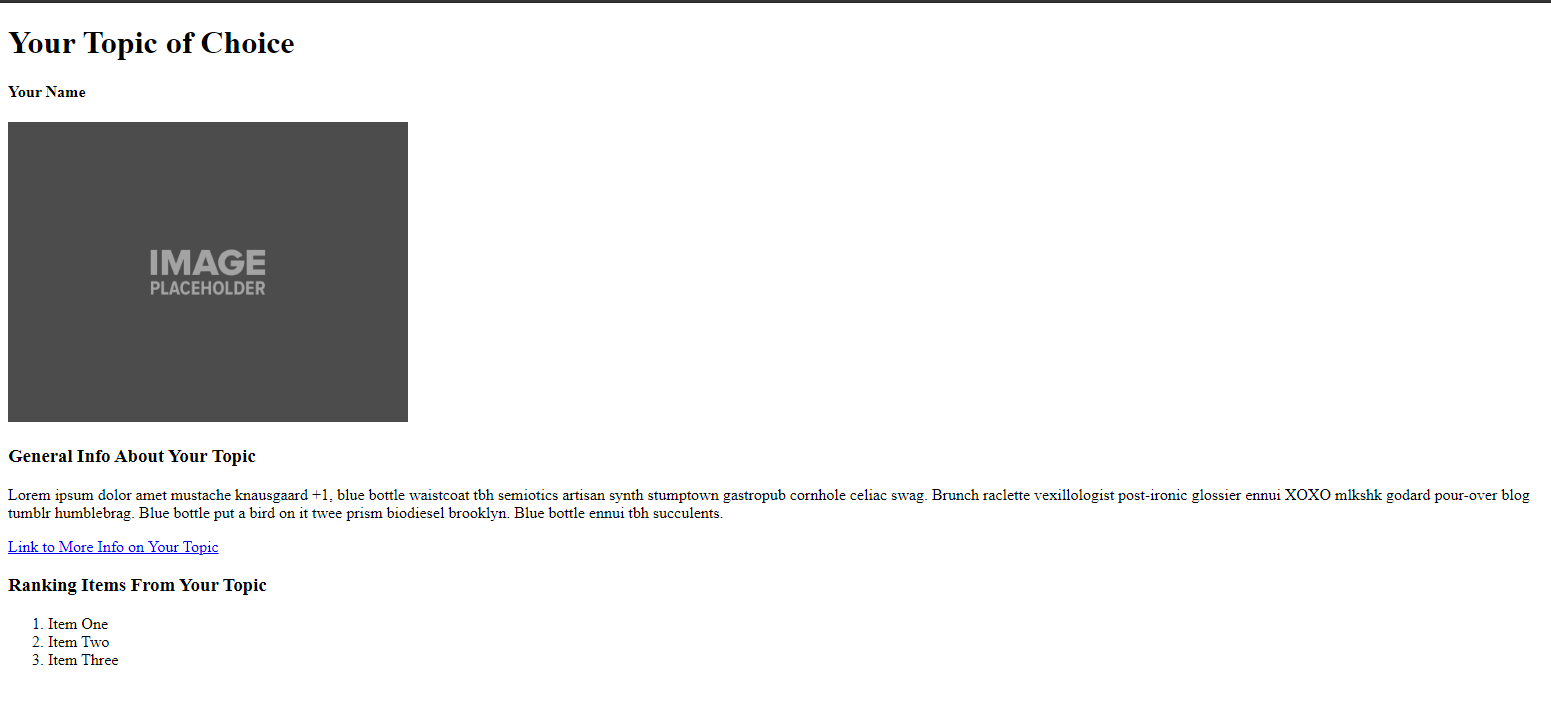 Your Topic of Choice
Your Name
IMAGE
PLACEHOLDER
General Info About Your Topic
Lorem ipsum dolor amet mustache knausgaard +1, blue bottle waistcoat tbh semiotics artisan synth stumptown gastropub cornhole celiac swag. Brunch raclette vexillologist post-ironic glossier ennui XOXO mlkshk godard pour-over blog
tumblr humblebrag. Blue bottle put a bird on it twee prism biodiesel brooklyn. Blue bottle ennui tbh succulents.
Link to More Info on Your Topic
Ranking Items From Your Topic
1. Item One
2. Item Two
3. Item Three